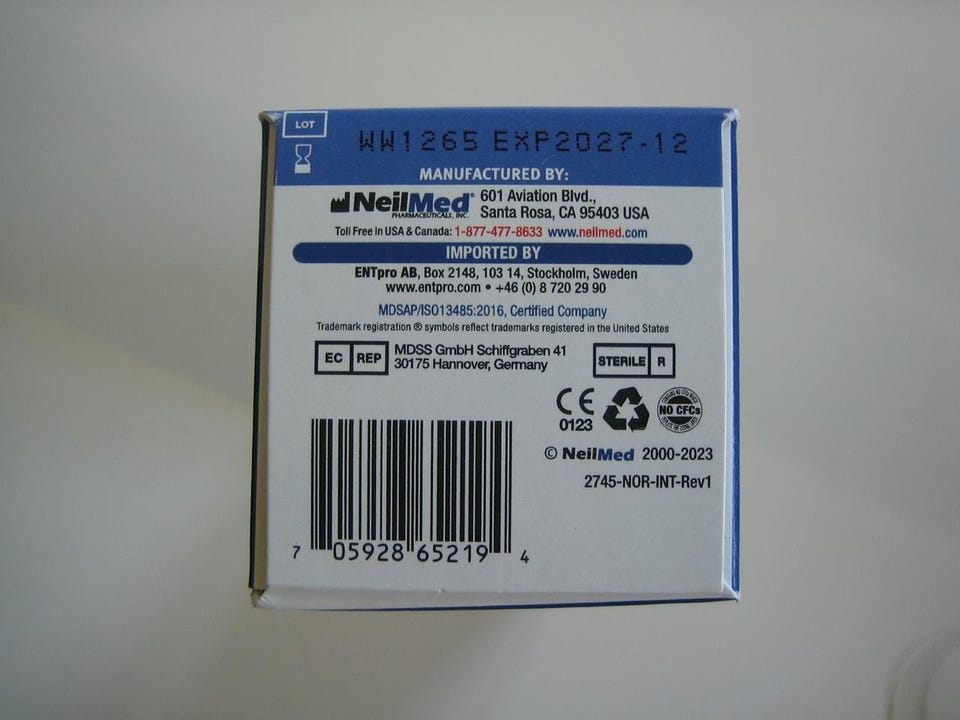 LOT
WW1265 EXP2027-12
MANUFACTURED BY:
NeilMed® 601 Aviation Blvd.,
PHARMACEUTICALS, INC. Santa Rosa, CA 95403 USA
Toll Free in USA & Canada: 1-877-477-8633 www.neilmed.com
IMPORTED BY
ENTpro AB, Box 2148, 103 14, Stockholm, Sweden
www.entpro.com • +46 (0) 8 720 29 90
MDSAP/ISO13485:2016, Certified Company
Trademark registration ® symbols reflect trademarks registered in the United States
EC REP MDSS GmbH Schiffgraben 41
30175 Hannover, Germany
STERILE R
CE
0123
NO CFCs
© NeilMed 2000-2023
2745-NOR-INT-Rev1
7 05928 65219 4